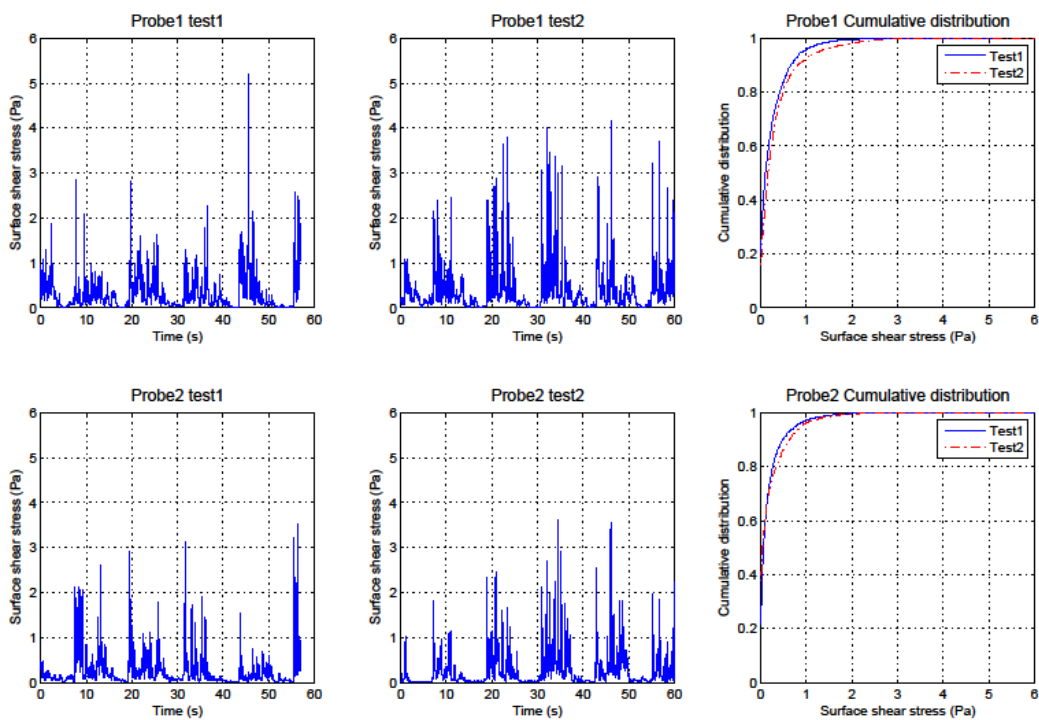 Probe1 test1
Surface shear stress (Pa)
6
5
4
3
2
1
0
0 10 20 30 40 50 60
Time (s)
Probe1 test2
Surface shear stress (Pa)
6
5
4
3
2
1
0
0 10 20 30 40 50 60
Time (s)
Probe1 Cumulative distribution
Cumulative distribution
1
0.8
0.6
0.4
0.2
0
0 1 2 3 4 5 6
Surface shear stress (Pa)
Test1
Test2
Probe2 test1
Surface shear stress (Pa)
6
5
4
3
2
1
0
0 10 20 30 40 50 60
Time (s)
Probe2 test2
Surface shear stress (Pa)
6
5
4
3
2
1
0
0 10 20 30 40 50 60
Time (s)
Probe2 Cumulative distribution
Cumulative distribution
1
0.8
0.6
0.4
0.2
0
0 1 2 3 4 5 6
Surface shear stress (Pa)
Test1
Test2